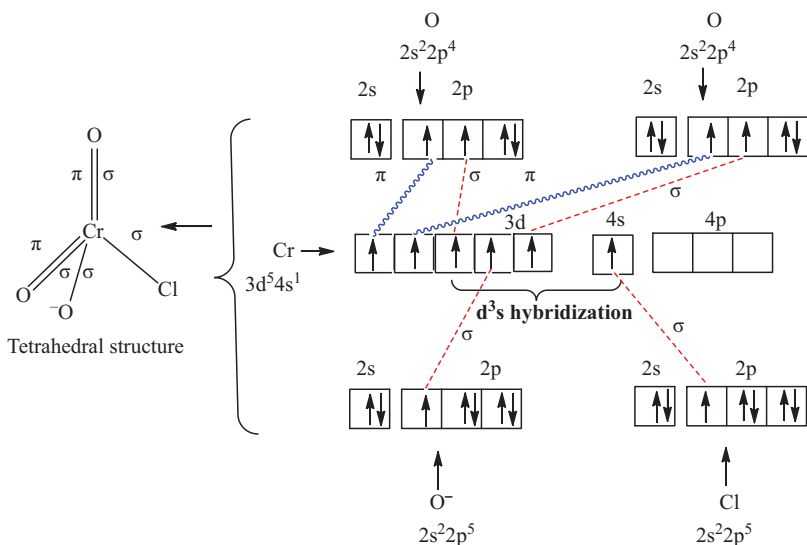 O O
2s²2p⁴ 2s²2p⁴
2s 2p 2s 2p
O
π σ π σ π
σ
Cr σ
π
σ σ
O Cl
⁻O
Tetrahedral structure
3d 4s 4p
Cr
3d⁵4s¹
d³s hybridization
σ σ
2s 2p 2s 2p
O⁻ Cl
2s²2p⁵ 2s²2p⁵